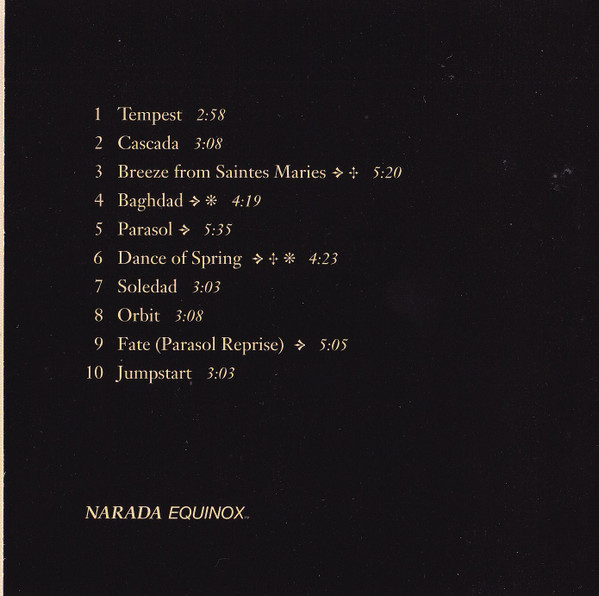 1 Tempest 2:58
2 Cascada 3:08
3 Breeze from Saintes Maries ✧ ⁛ 5:20
4 Baghdad ✧ ❋ 4:19
5 Parasol ✧ 5:35
6 Dance of Spring ✧ ⁛ ❋ 4:23
7 Soledad 3:03
8 Orbit 3:08
9 Fate (Parasol Reprise) ✧ 5:05
10 Jumpstart 3:03
NARADA EQUINOX™